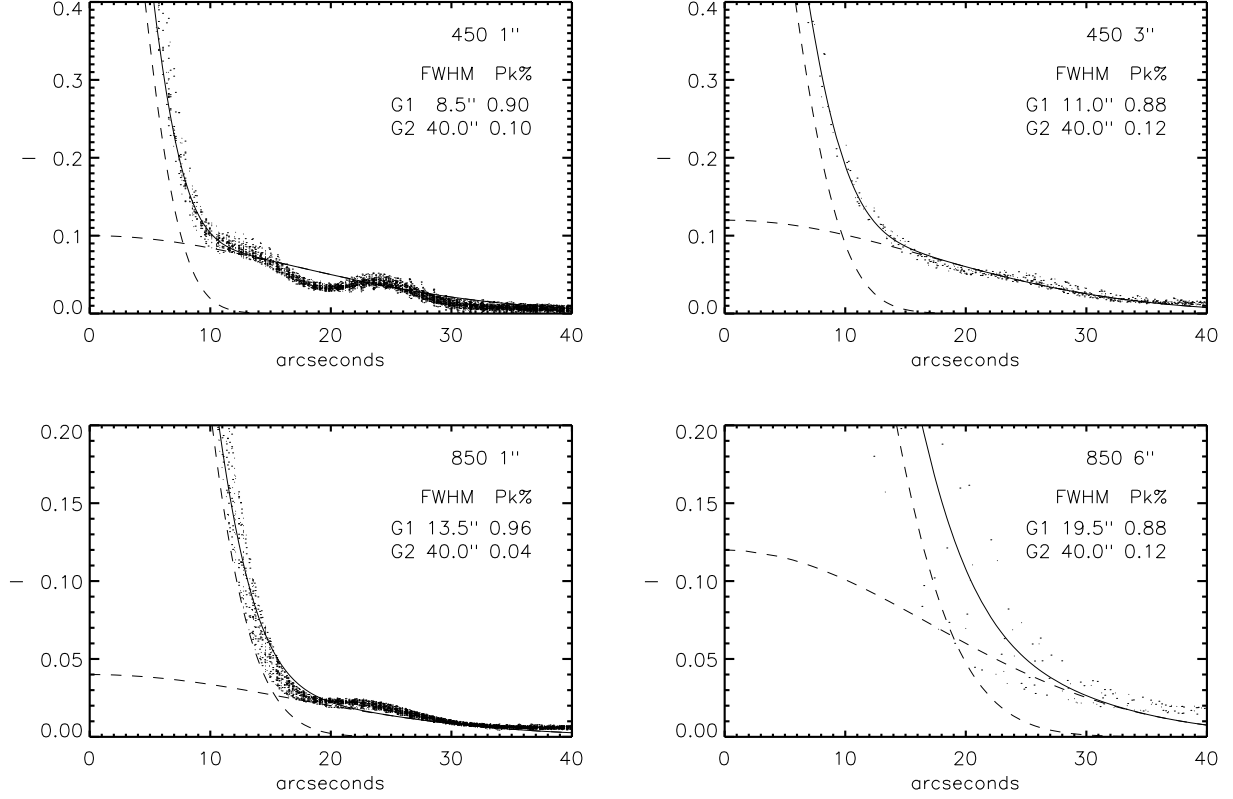 0.4
450 1"
FWHM Pk%
0.3
G1 8.5" 0.90
G2 40.0" 0.10
I
0.2
0.1
0.0
0 10 20 30 40
arcseconds
0.4
450 3"
FWHM Pk%
0.3
G1 11.0" 0.88
G2 40.0" 0.12
I
0.2
0.1
0.0
0 10 20 30 40
arcseconds
0.20
850 1"
FWHM Pk%
0.15
G1 13.5" 0.96
G2 40.0" 0.04
I
0.10
0.05
0.00
0 10 20 30 40
arcseconds
0.20
850 6"
FWHM Pk%
0.15
G1 19.5" 0.88
G2 40.0" 0.12
I
0.10
0.05
0.00
0 10 20 30 40
arcseconds